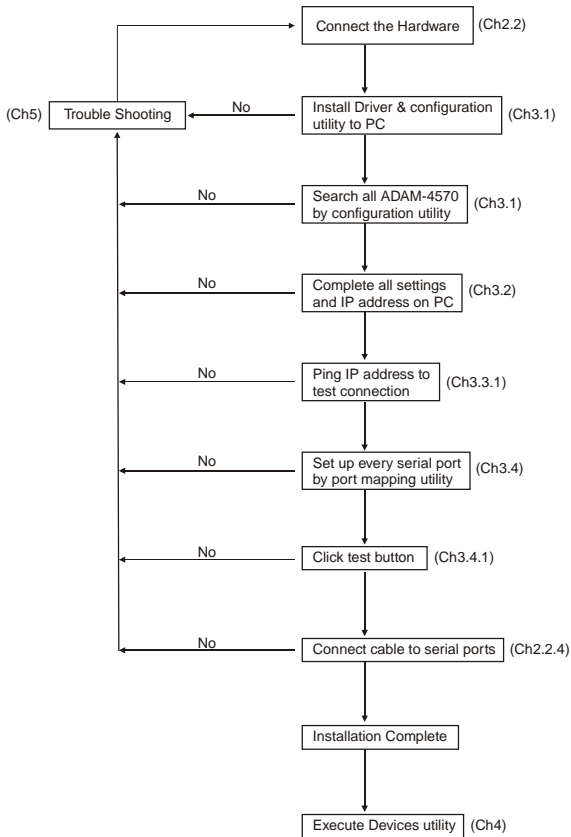 Connect the Hardware (Ch2.2)
(Ch5) Trouble Shooting No Install Driver & configuration
utility to PC (Ch3.1)
No Search all ADAM-4570
by configuration utility (Ch3.1)
No Complete all settings
and IP address on PC (Ch3.2)
No Ping IP address to
test connection (Ch3.3.1)
No Set up every serial port
by port mapping utility (Ch3.4)
No Click test button (Ch3.4.1)
No Connect cable to serial ports (Ch2.2.4)
Installation Complete
Execute Devices utility (Ch4)